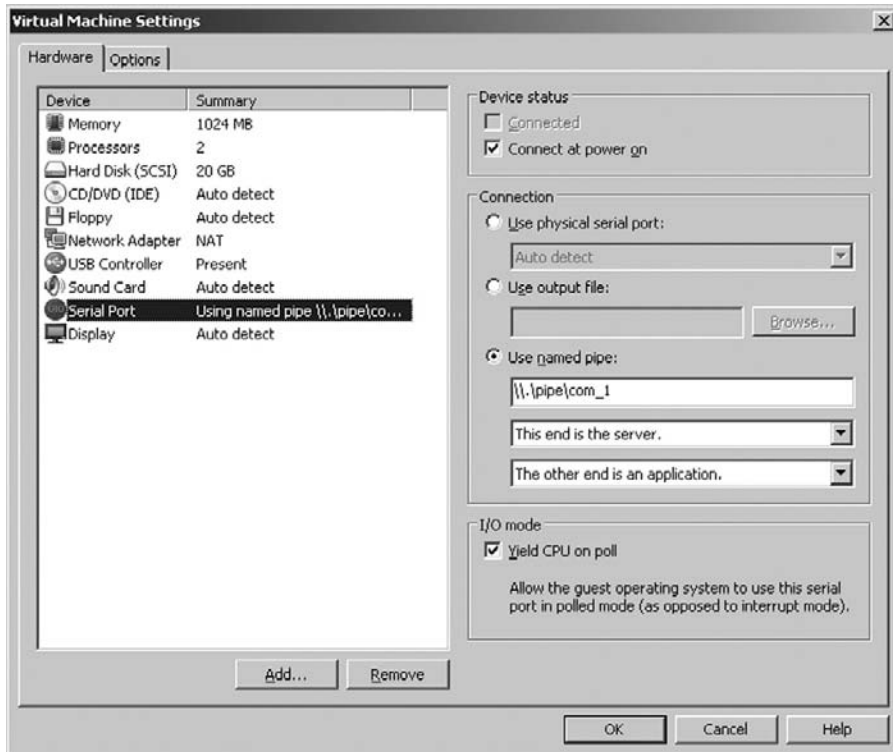 Virtual Machine Settings
Hardware
Options
Device Summary
Memory 1024 MB
Processors 2
Hard Disk (SCSI) 20 GB
CD/DVD (IDE) Auto detect
Floppy Auto detect
Network Adapter NAT
USB Controller Present
Sound Card Auto detect
Serial Port Using named pipe \\.\pipe\co...
Display Auto detect
Add...
Remove
Device status
Connected
Connect at power on
Connection
Use physical serial port:
Auto detect
Use output file:
Browse...
Use named pipe:
\\.\pipe\com_1
This end is the server.
The other end is an application.
I/O mode
Yield CPU on poll
Allow the guest operating system to use this serial
port in polled mode (as opposed to interrupt mode).
OK
Cancel
Help